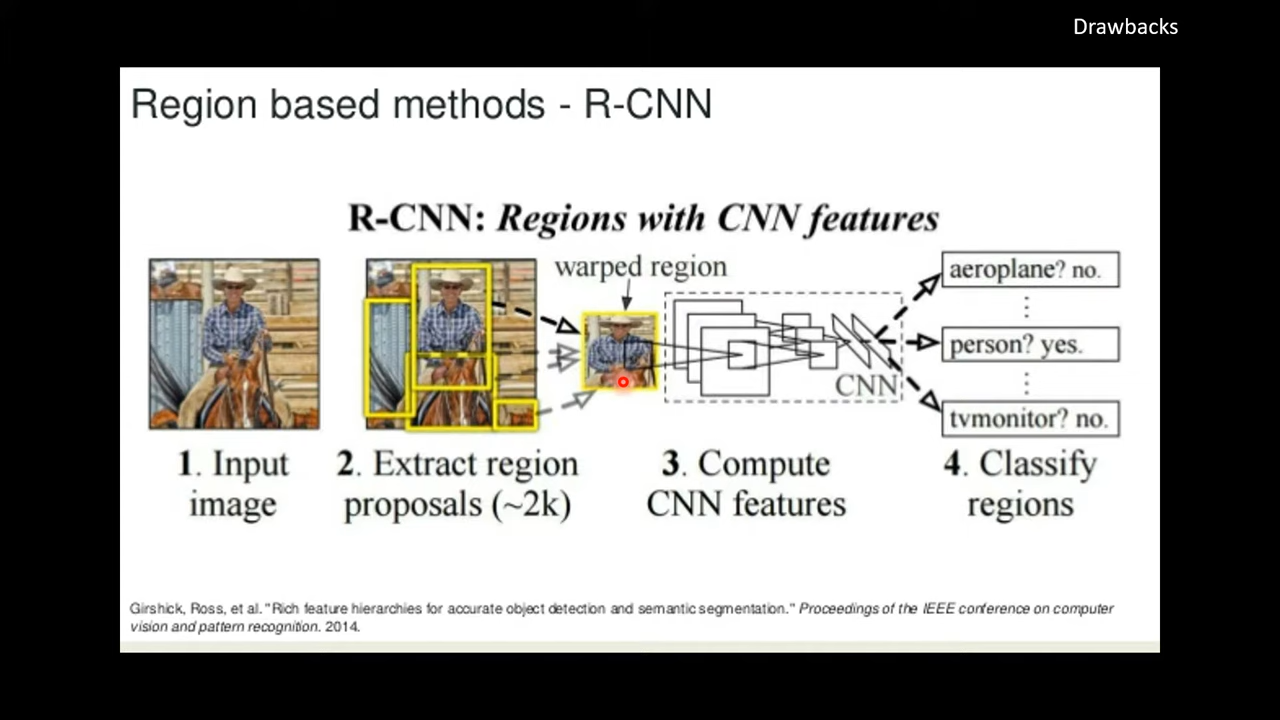 Drawbacks
Region based methods - R-CNN
R-CNN: Regions with CNN features
warped region
aeroplane? no.
⋮
person? yes.
⋮
tvmonitor? no.
CNN
1. Input
image
2. Extract region
proposals (~2k)
3. Compute
CNN features
4. Classify
regions
Girshick, Ross, et al. "Rich feature hierarchies for accurate object detection and semantic segmentation." Proceedings of the IEEE conference on computer
vision and pattern recognition. 2014.